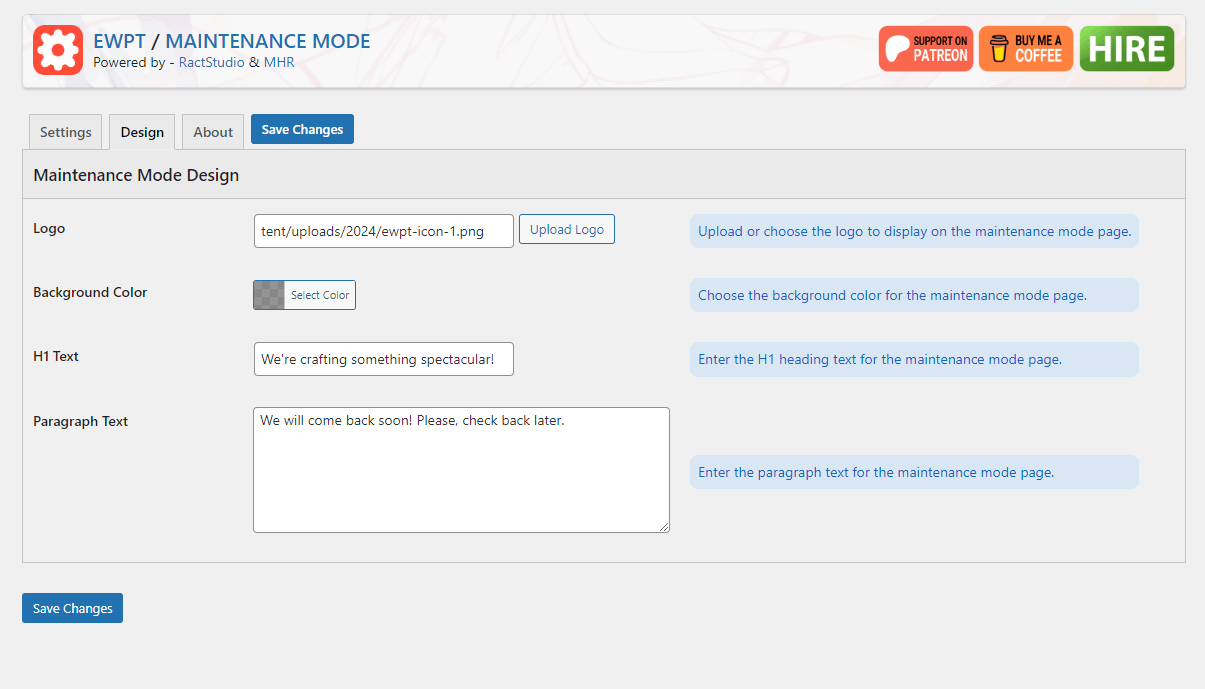 EWPT / MAINTENANCE MODE
Powered by - RactStudio & MHR
SUPPORT ON
PATREON
BUY ME A
COFFEE
HIRE
Settings
Design
About
Save Changes
Maintenance Mode Design
Logo
tent/uploads/2024/ewpt-icon-1.png
Upload Logo
Upload or choose the logo to display on the maintenance mode page.
Background Color
Select Color
Choose the background color for the maintenance mode page.
H1 Text
We're crafting something spectacular!
Enter the H1 heading text for the maintenance mode page.
Paragraph Text
We will come back soon! Please, check back later.
Enter the paragraph text for the maintenance mode page.
Save Changes